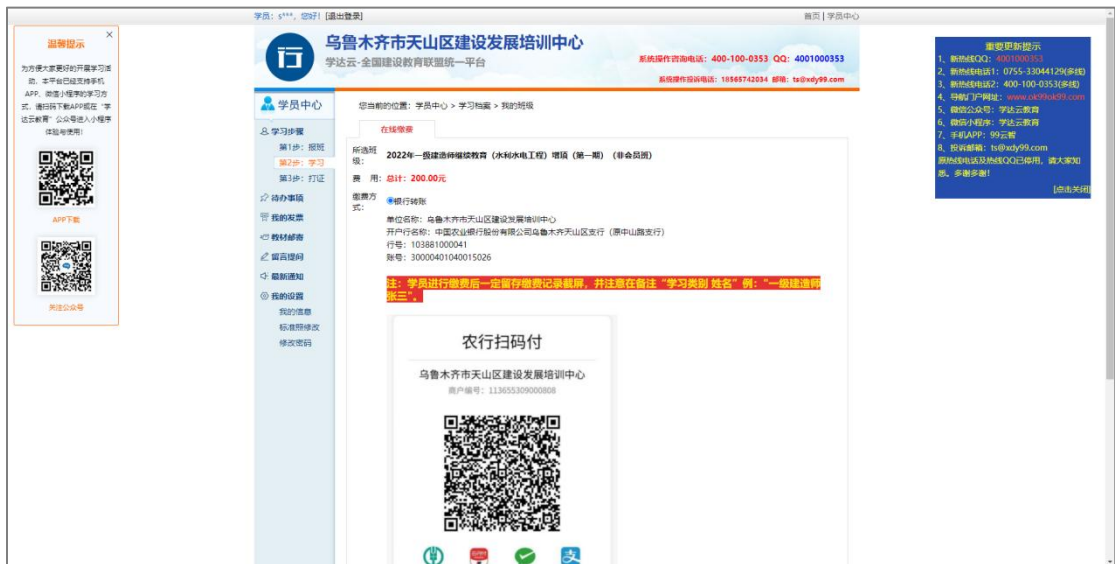 学员：s***，您好！[退出登录]
首页 | 学员中心
温馨提示
为方便大家更好的开展学习活
动，本平台已经支持手机
APP、微信小程序的学习方
式，请扫码下载APP或在“学
达云教育”公众号进入小程序
体验与使用！
APP下载
关注公众号
行
乌鲁木齐市天山区建设发展培训中心
学达云-全国建设教育联盟统一平台
系统操作咨询电话：400-100-0353 QQ：4001000353
系统操作投诉电话：18565742034 邮箱：ts@xdy99.com
学员中心
学习步骤
第1步：报班
第2步：学习
第3步：打证
待办事项
我的发票
教材邮寄
留言提问
最新通知
我的设置
我的信息
标准照修改
修改密码
您当前的位置：学员中心 > 学习档案 > 我的班级
在线缴费
所选班级：
2022年一级建造师继续教育（水利水电工程）增项（第一期）（非会员班）
费 用：总计：200.00元
缴费方式：
银行转账
单位名称：乌鲁木齐市天山区建设发展培训中心
开户行名称：中国农业银行股份有限公司乌鲁木齐天山区支行（原中山路支行）
行号：103881000041
账号：30000401040015026
注：学员进行缴费后一定留存缴费记录截屏，并注意在备注“学习类别 姓名”例：“一级建造师
张三”。
农行扫码付
乌鲁木齐市天山区建设发展培训中心
商户编号：113655309000808
支
重要更新提示
1、新热线QQ：4001000353
2、新热线电话1：0755-33044129(多线)
3、新热线电话2：400-100-0353(多线)
4、导航门户网址：www.ok99ok99.com
5、微信公众号：学达云教育
6、微信小程序：学达云教育
7、手机APP：99云智
8、投诉邮箱：ts@xdy99.com
原热线电话及热线QQ已停用，请大家知
悉。多谢多谢！
[点击关闭]